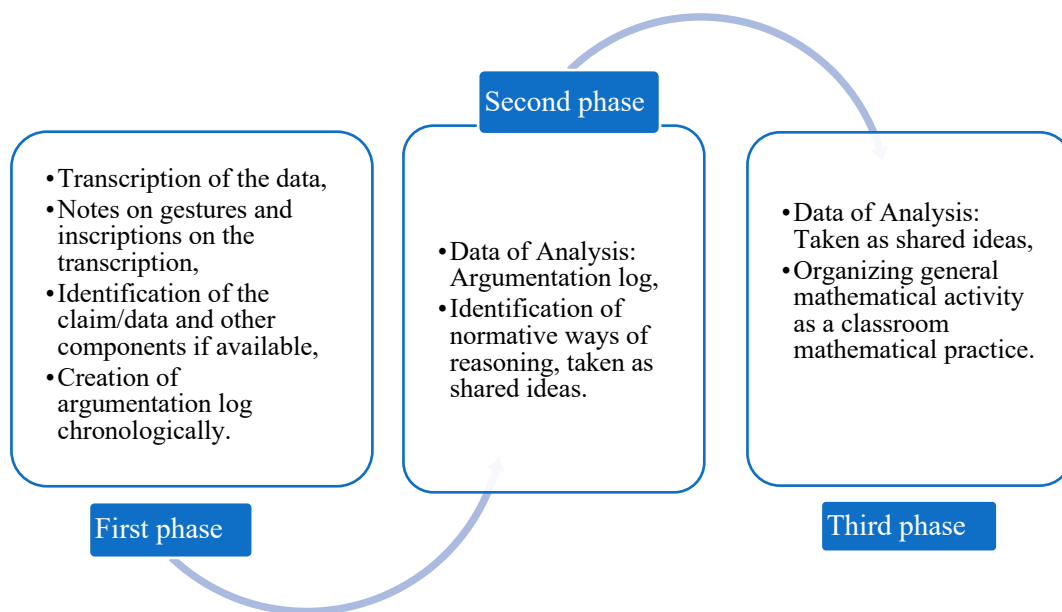 •Transcription of the data,
•Notes on gestures and
inscriptions on the
transcription,
•Identification of the
claim/data and other
components if available,
•Creation of
argumentation log
chronologically.
First phase
Second phase
•Data of Analysis:
Argumentation log,
•Identification of
normative ways of
reasoning, taken as
shared ideas.
•Data of Analysis:
Taken as shared ideas,
•Organizing general
mathematical activity
as a classroom
mathematical practice.
Third phase